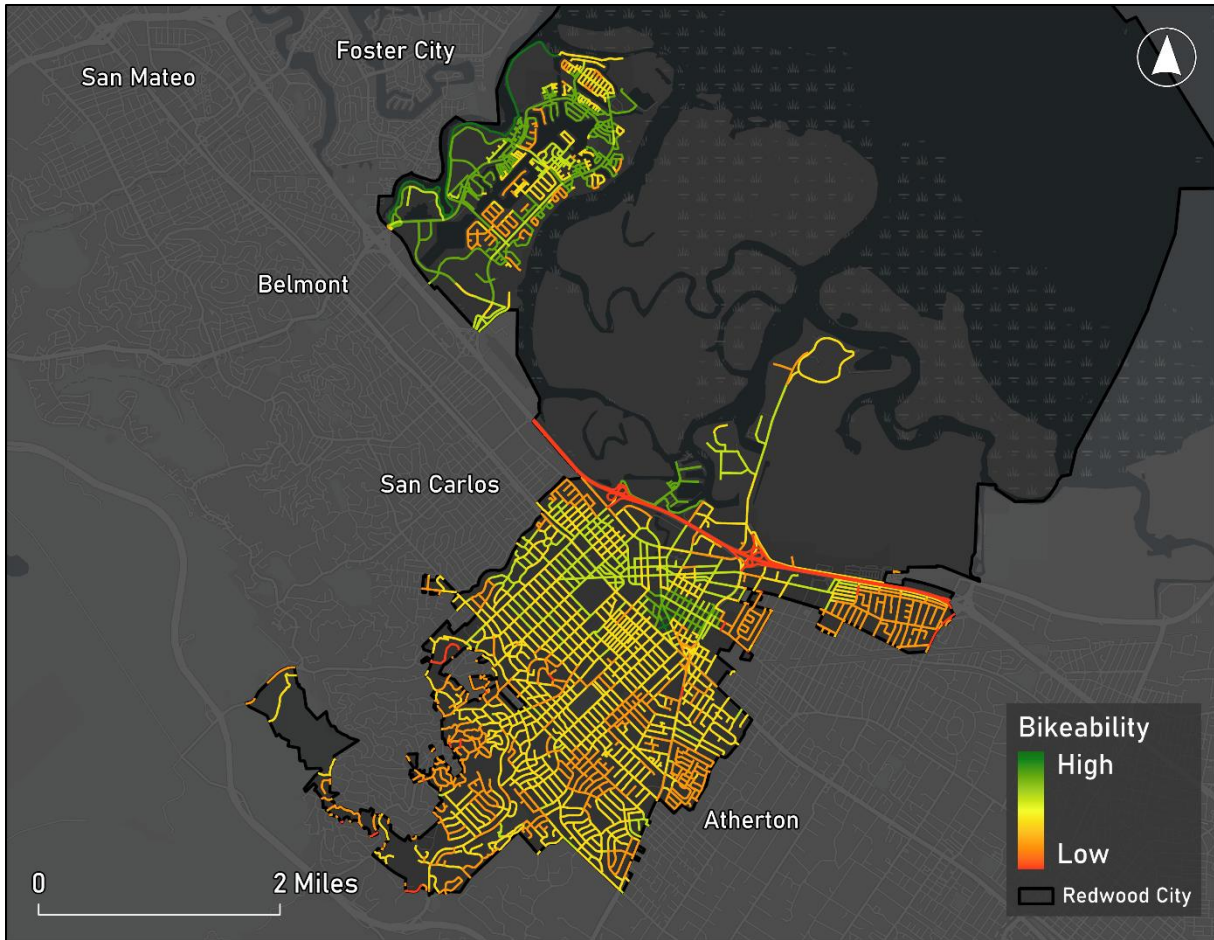 Foster City
San Mateo
Belmont
San Carlos
Atherton
Bikeability
High
Low
Redwood City
0
2 Miles